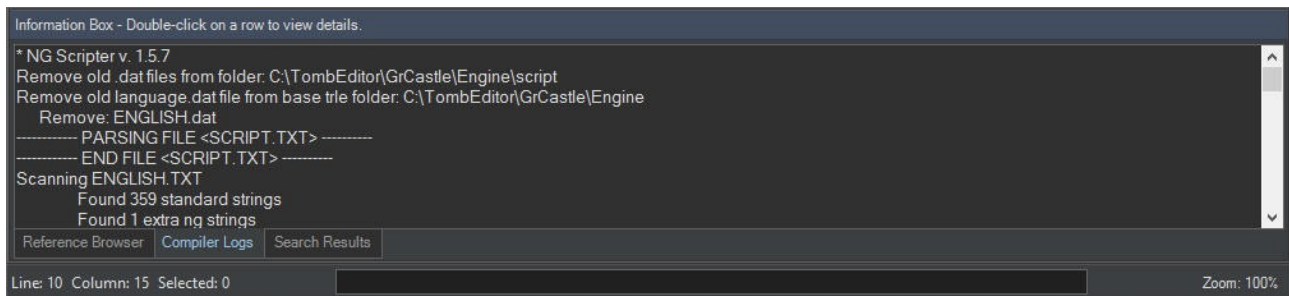 Information Box - Double-click on a row to view details.
* NG Scripter v. 1.5.7
Remove old .dat files from folder: C:\TombEditor\GrCastle\Engine\script
Remove old language.dat file from base trle folder: C:\TombEditor\GrCastle\Engine
Remove: ENGLISH.dat
------------ PARSING FILE <SCRIPT.TXT> ----------
------------ END FILE <SCRIPT.TXT> ----------
Scanning ENGLISH.TXT
Found 359 standard strings
Found 1 extra ng strings
Reference Browser Compiler Logs Search Results
Line: 10 Column: 15 Selected: 0 Zoom: 100%